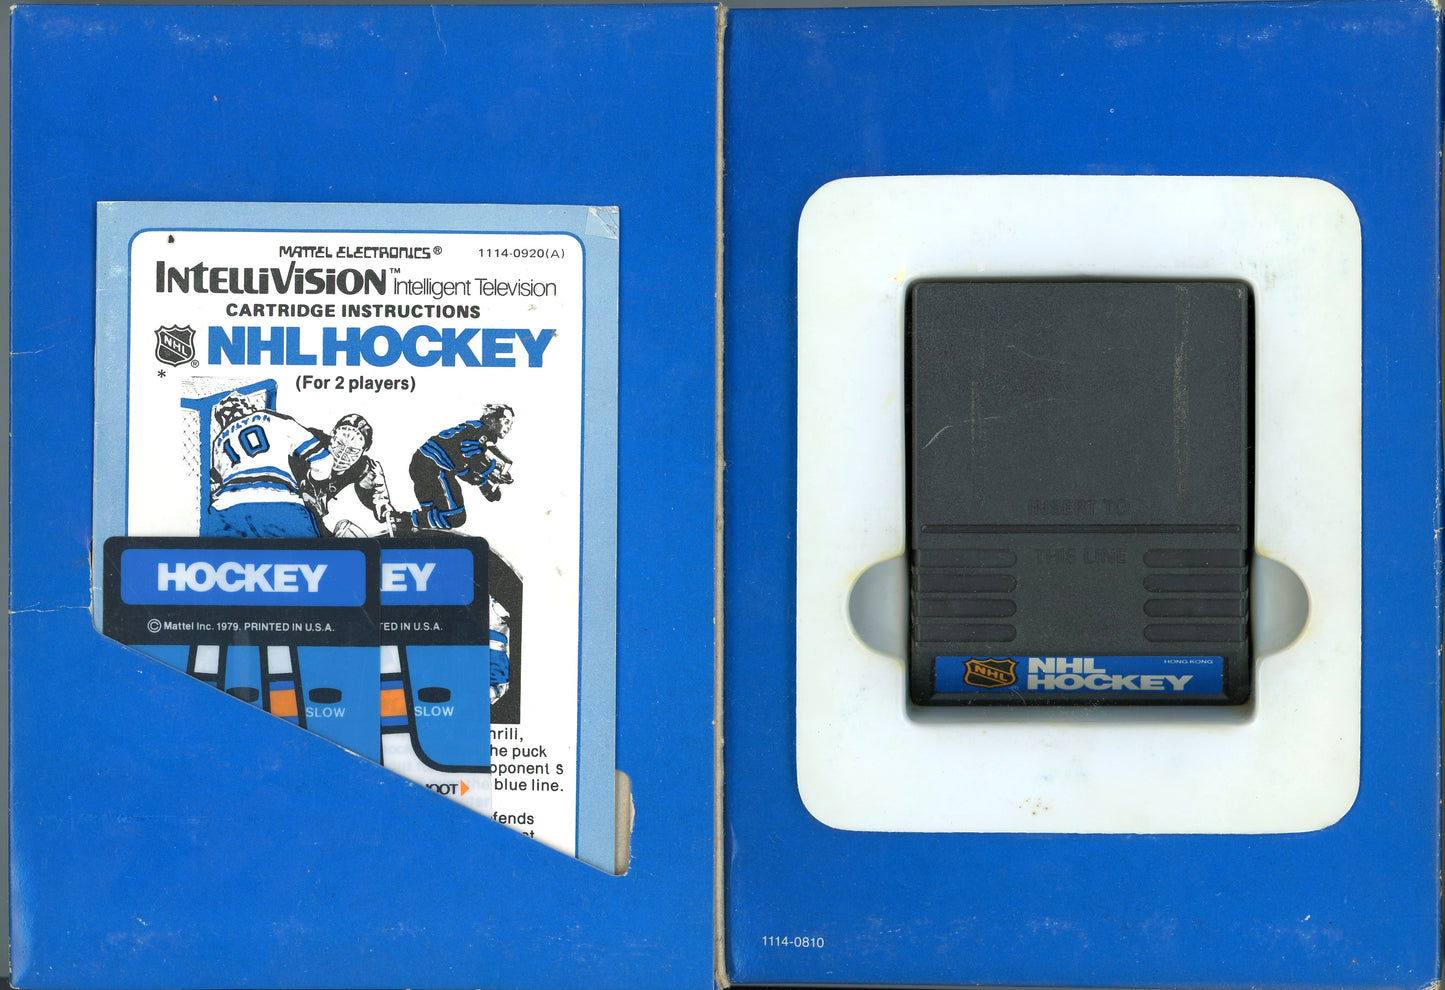 MATTEL ELECTRONICS® 1114-0920(A)
INTELLIVISION™ Intelligent Television
CARTRIDGE INSTRUCTIONS
NHL® NHL HOCKEY
*
(For 2 players)
10
HOCKEY
EY
© Mattel Inc. 1979. PRINTED IN U.S.A.
TED IN U.S.A.
SLOW
SLOW
OOT
hrill,
he puck
pponent s
blue line.
fends
INSERT TO
THIS LINE
NHL
NHL
HOCKEY
HONG KONG
1114-0810